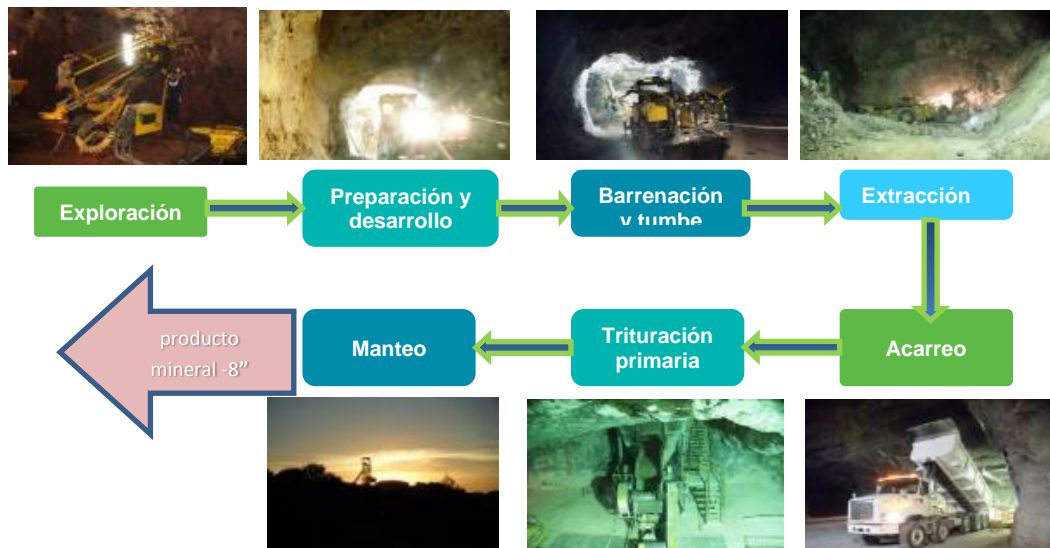 Exploración
Preparación y
desarrollo
Barrenación
y tumbe
Extracción
Acarreo
Trituración
primaria
Manteo
producto
mineral -8”